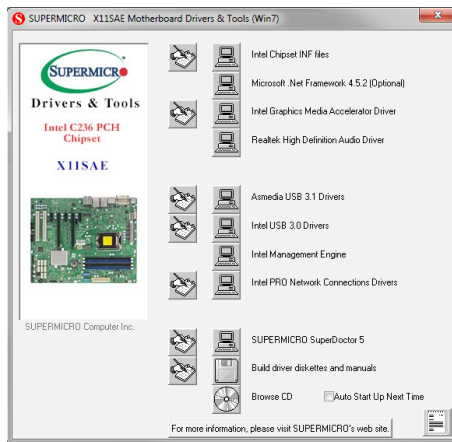 SUPERMICRO X11SAE Motherboard Drivers & Tools (Win7)
SUPERMICRO
Drivers & Tools
Intel C236 PCH
Chipset
X11SAE
SUPERMICRO Computer Inc.
Intel Chipset INF files
Microsoft .Net Framework 4.5.2 (Optional)
Intel Graphics Media Accelerator Driver
Realtek High Definition Audio Driver
Asmedia USB 3.1 Drivers
Intel USB 3.0 Drivers
Intel Management Engine
Intel PRO Network Connections Drivers
SUPERMICRO SuperDoctor 5
Build driver diskettes and manuals
Browse CD
Auto Start Up Next Time
For more information, please visit SUPERMICRO's web site.